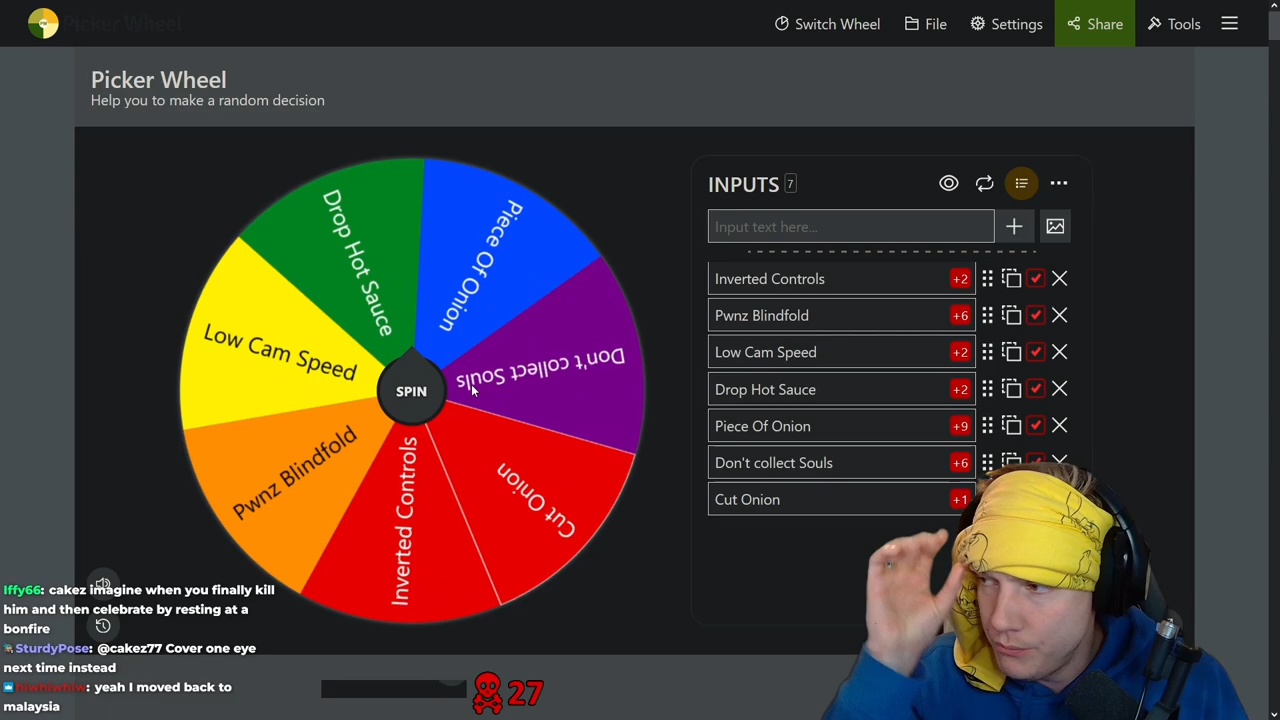 Picker Wheel
Switch Wheel
File
Settings
Share
Tools
Picker Wheel
Help you to make a random decision
Drop Hot Sauce
Piece Of Onion
Low Cam Speed
Don't collect Souls
SPIN
Pwnz Blindfold
Inverted Controls
Cut Onion
INPUTS 7
Input text here...
Inverted Controls +2
Pwnz Blindfold +6
Low Cam Speed +2
Drop Hot Sauce +2
Piece Of Onion +9
Don't collect Souls +6
Cut Onion +1
Iffy66: cakez imagine when you finally kill
him and then celebrate by resting at a
bonfire
SturdyPose: @cakez77 Cover one eye
next time instead
: yeah I moved back to
malaysia
27